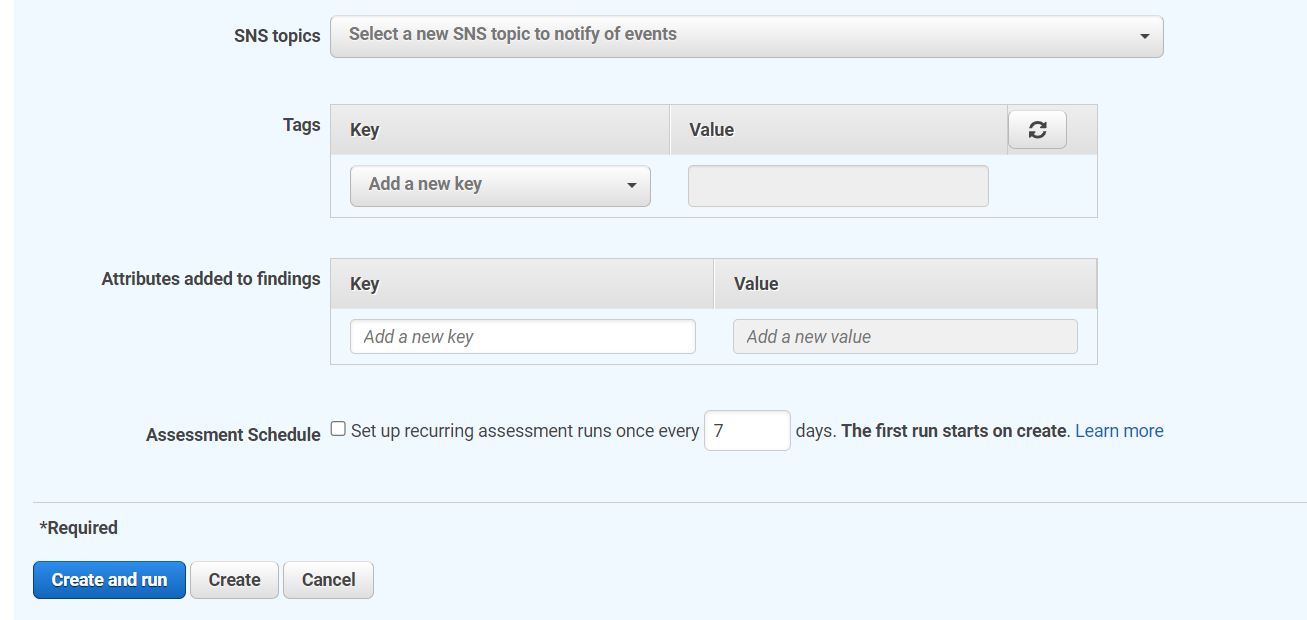 SNS topics Select a new SNS topic to notify of events
Tags Key Value
Add a new key
Attributes added to findings Key Value
Add a new key Add a new value
Assessment Schedule Set up recurring assessment runs once every 7 days. The first run starts on create. Learn more
*Required
Create and run Create Cancel